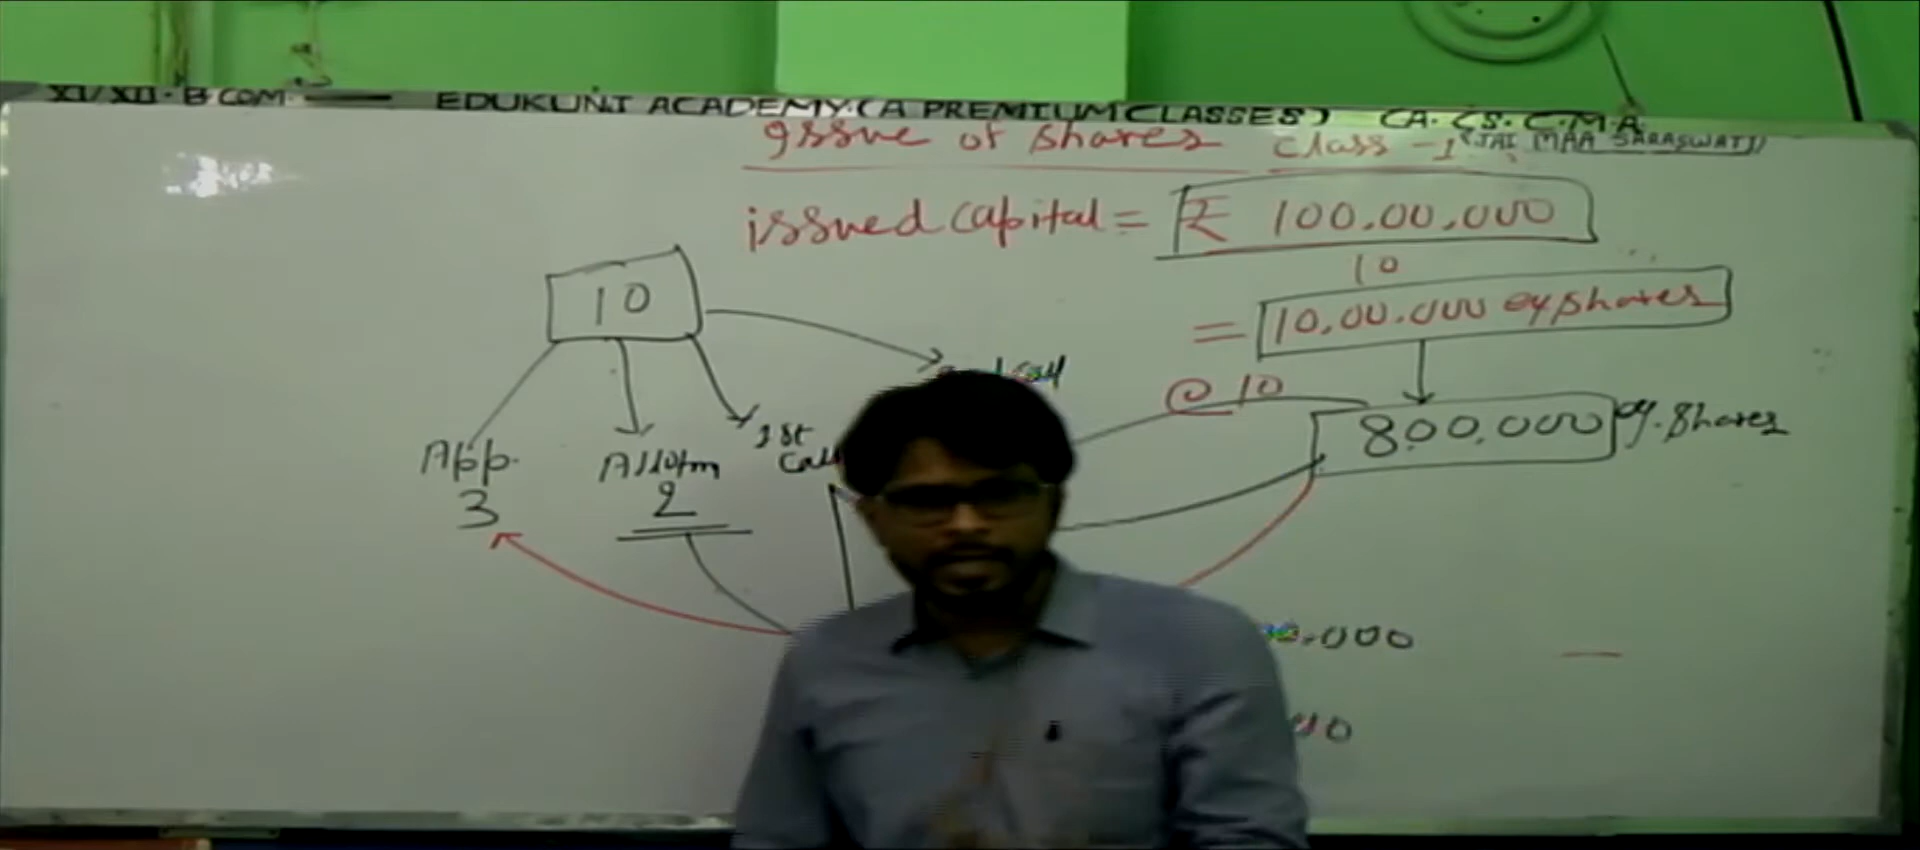 XI/XII. B.COM. — EDUKUNJ ACADEMY.(A PREMIUM CLASSES) CA. CS. C.M.A
(JAI MAA SARASWATI)
Issue of shares Class-1
issued capital = ₹ 100,00,000
10
= 10,00,000 eq shares
10
@ 10
800,000 eq. Shares
App.
3
Allotm
2
1st
Call
call
,000